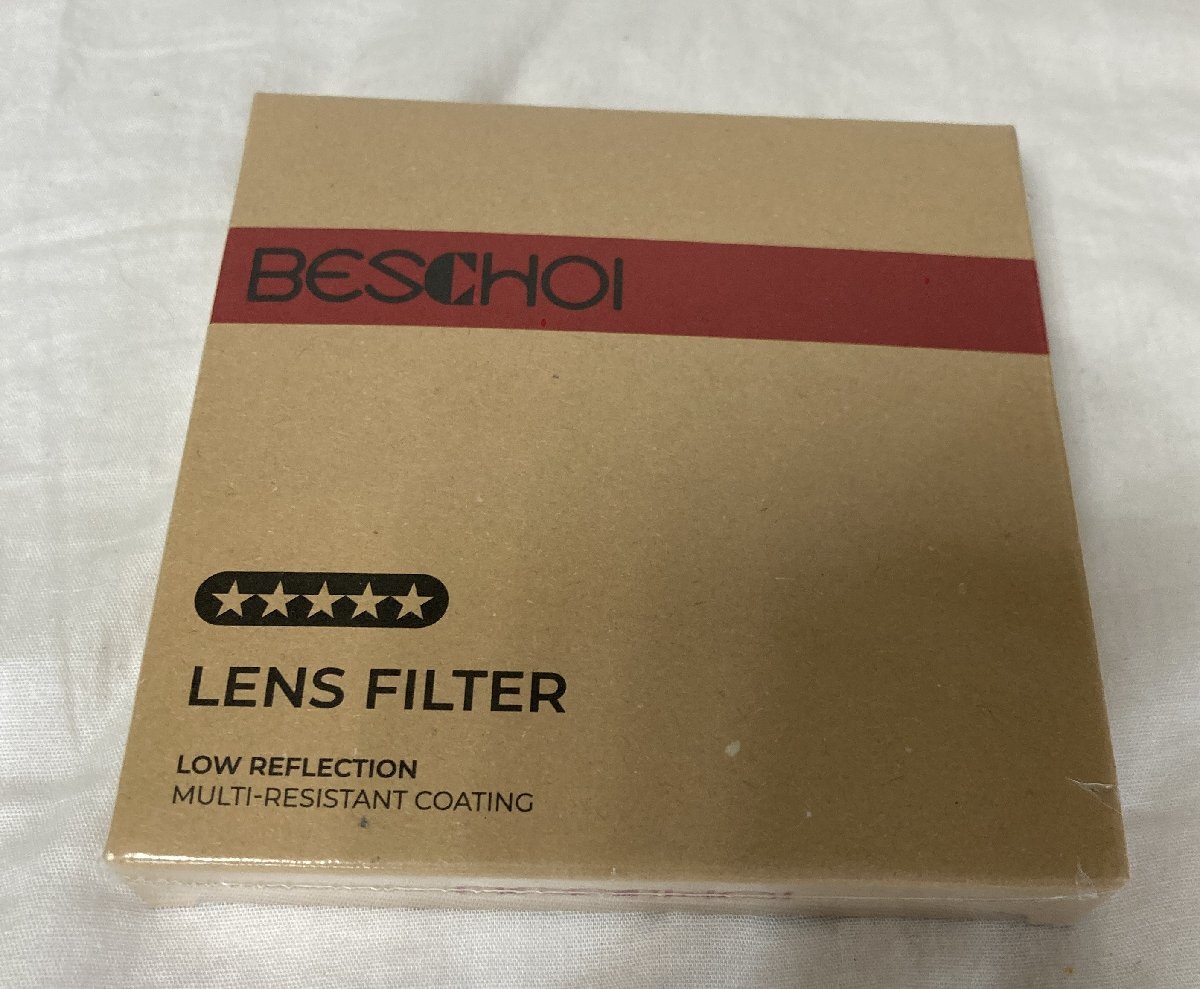 BESCHOI
LENS FILTER
LOW REFLECTION
MULTI-RESISTANT COATING